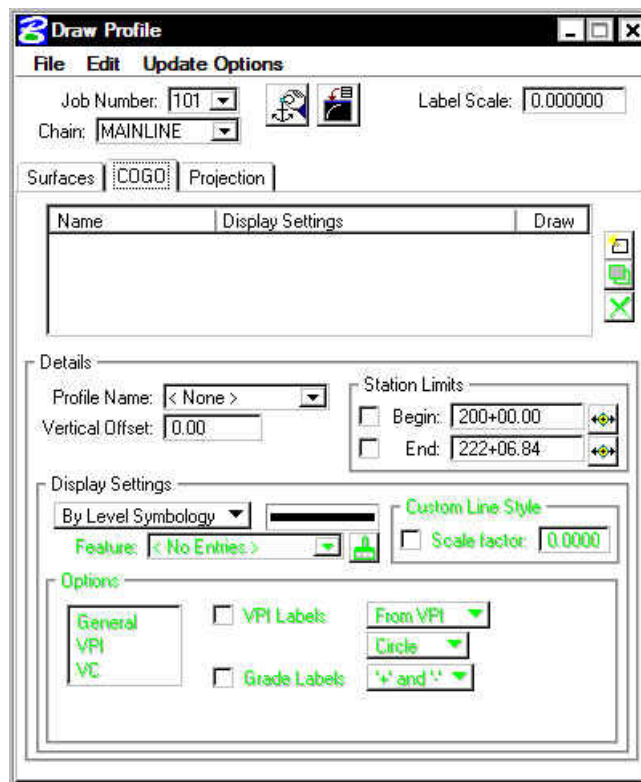 Draw Profile
File Edit Update Options
Job Number: 101
Label Scale: 0.000000
Chain: MAINLINE
Surfaces COGO Projection
Name Display Settings Draw
Details
Profile Name: < None >
Vertical Offset: 0.00
Station Limits
Begin: 200+00.00
End: 222+06.84
Display Settings
By Level Symbology
Custom Line Style
Feature: < No Entries >
Scale factor: 0.0000
Options
General
VPI
VC
VPI Labels From VPI
Circle
Grade Labels '+' and '-'